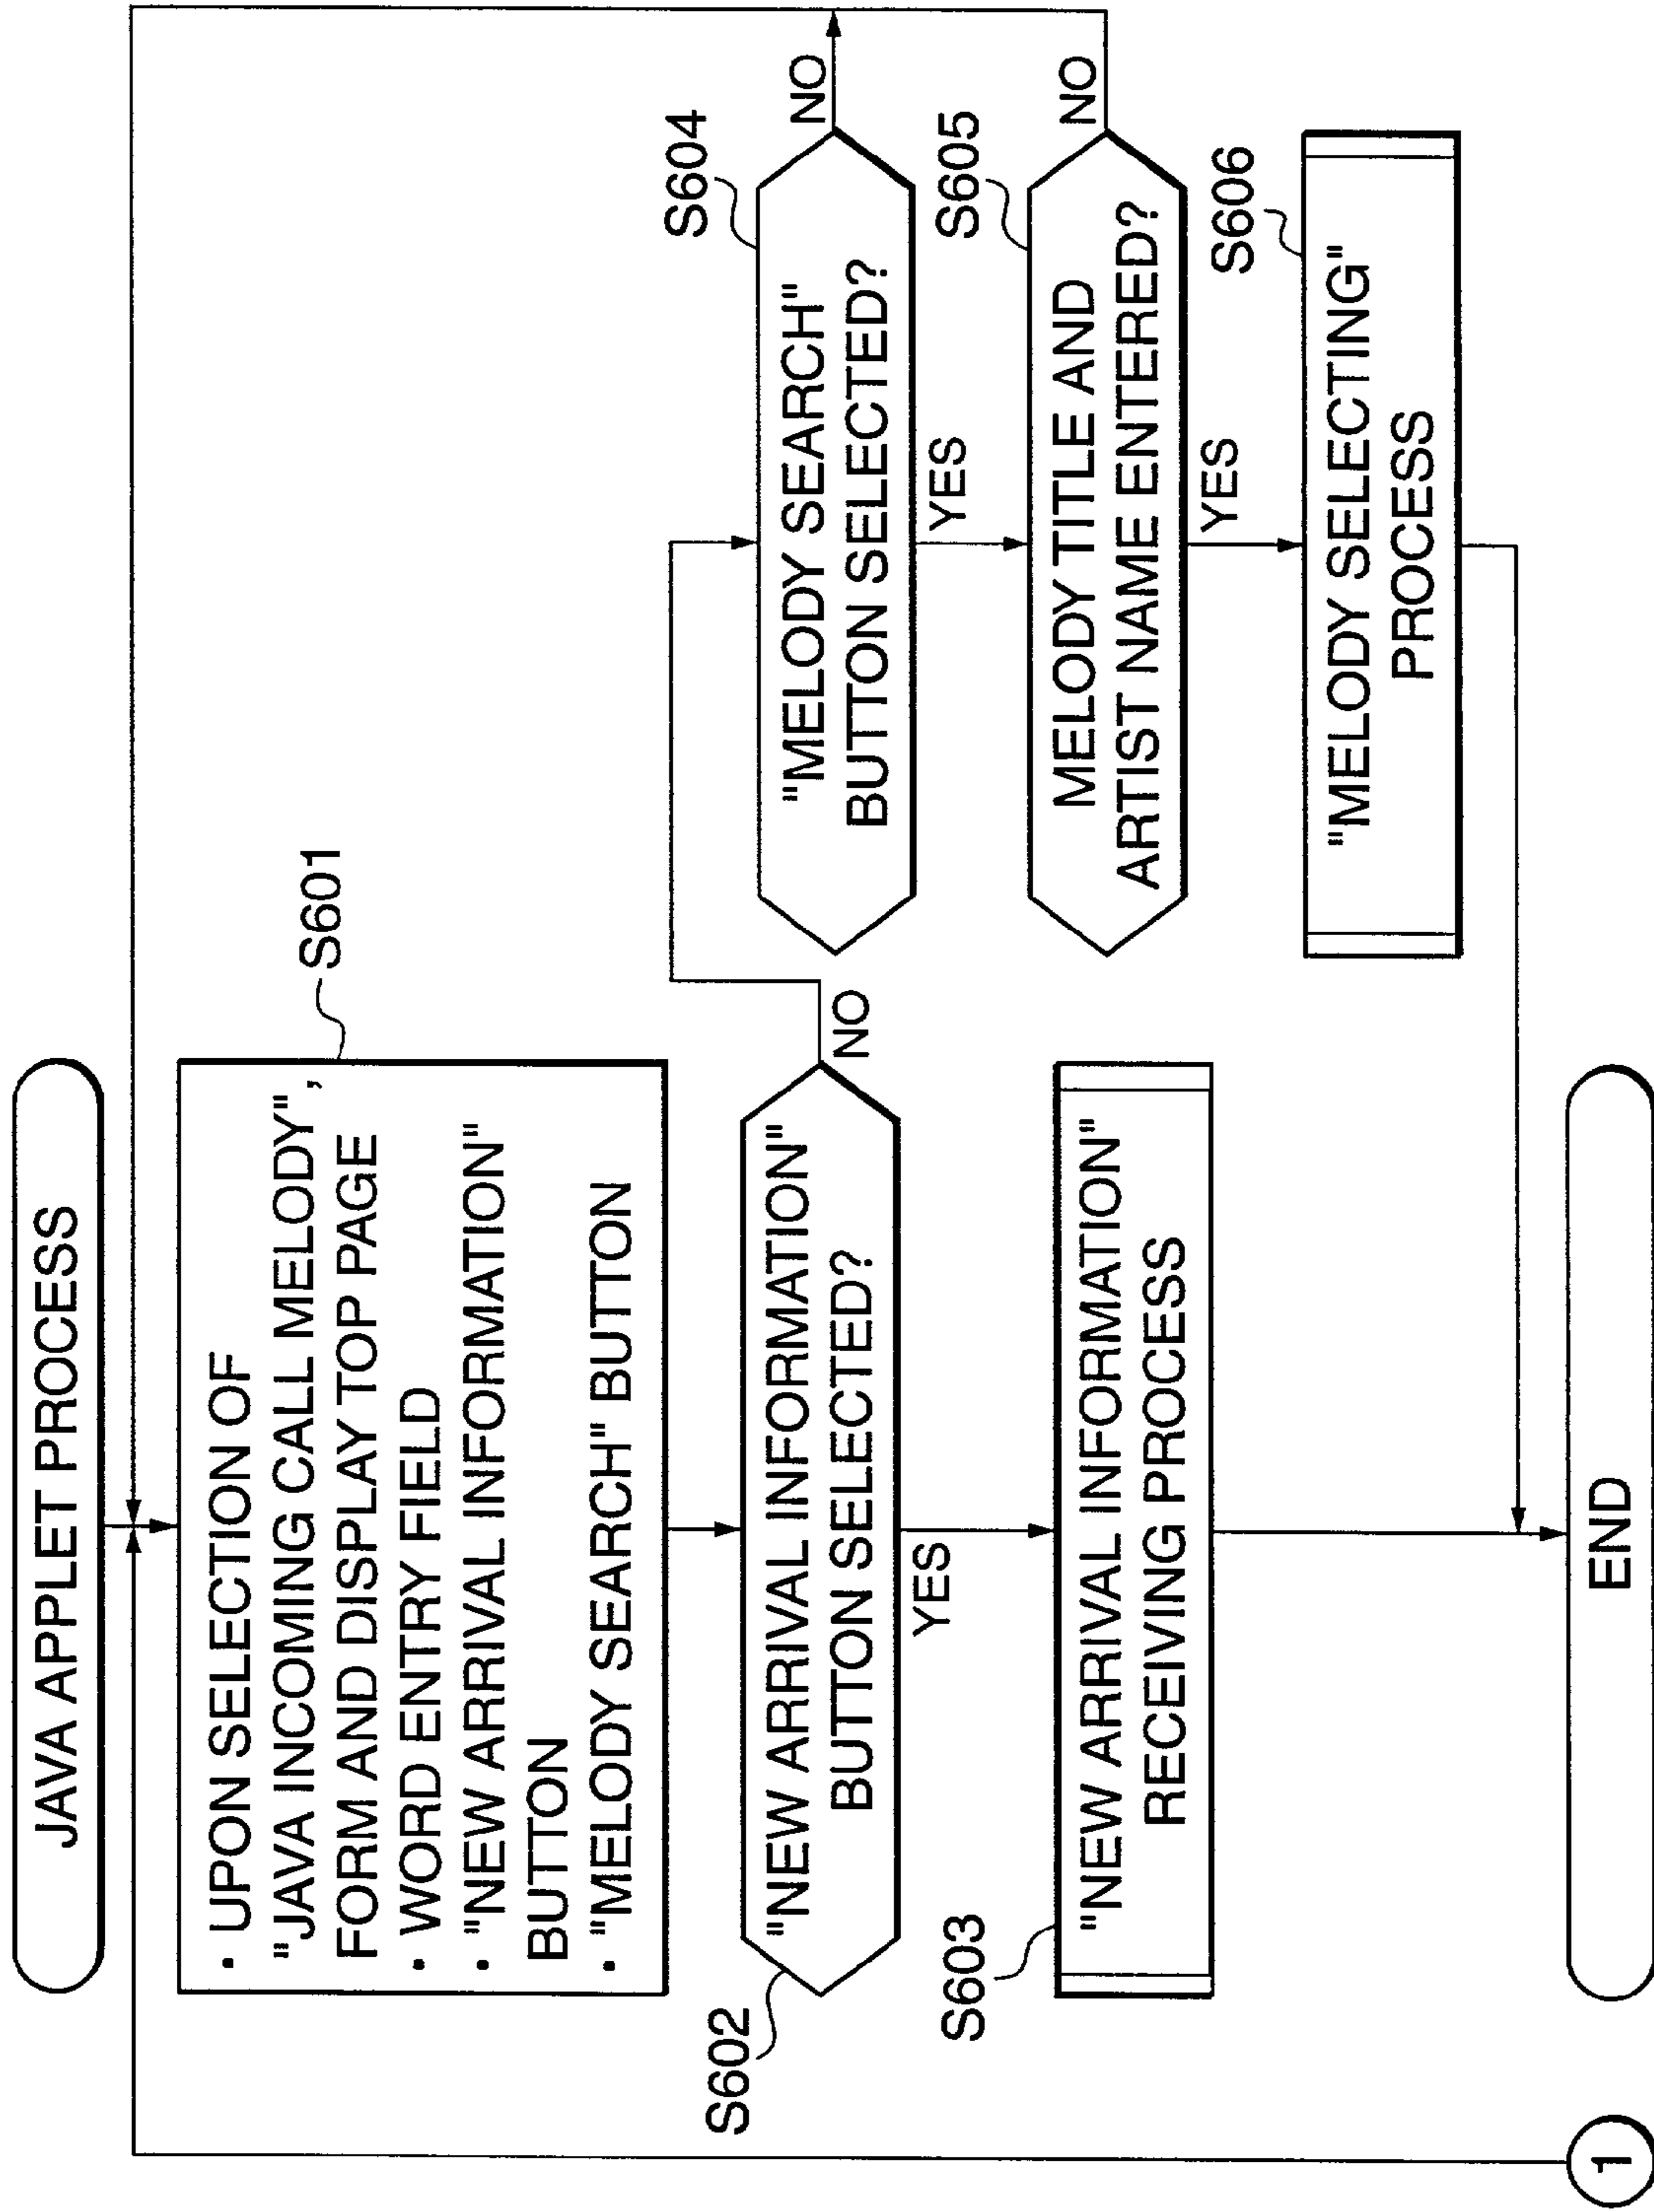 JAVA APPLET PROCESS
· UPON SELECTION OF
"JAVA INCOMING CALL MELODY",
FORM AND DISPLAY TOP PAGE
· WORD ENTRY FIELD
· "NEW ARRIVAL INFORMATION"
BUTTON
· "MELODY SEARCH" BUTTON
S601
S602
"NEW ARRIVAL INFORMATION"
BUTTON SELECTED?
NO
YES
S603
"NEW ARRIVAL INFORMATION"
RECEIVING PROCESS
S604
"MELODY SEARCH"
BUTTON SELECTED?
NO
YES
S605
MELODY TITLE AND
ARTIST NAME ENTERED?
NO
YES
S606
"MELODY SELECTING"
PROCESS
1
END